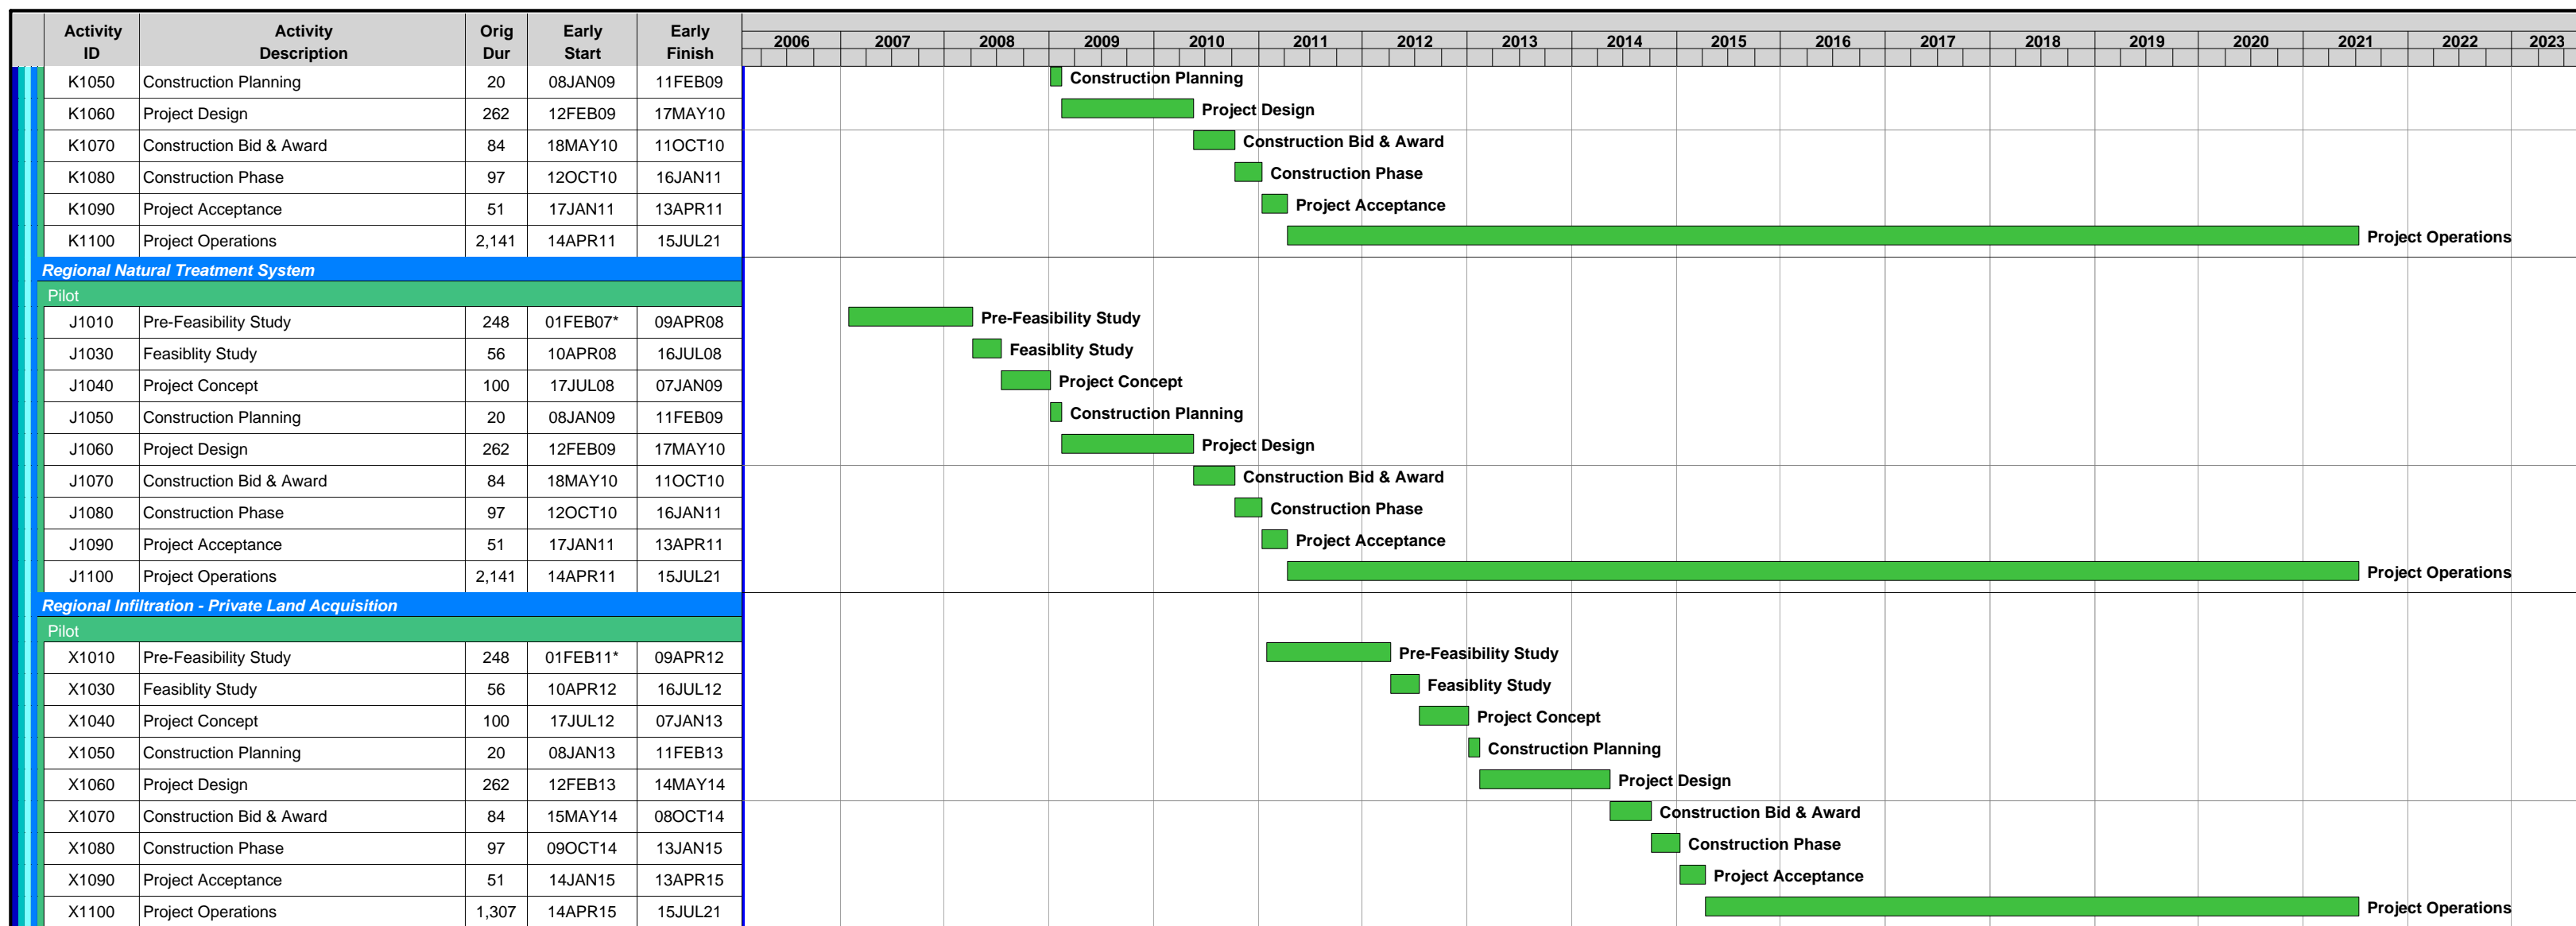 Activity ID Activity Description Orig Dur Early Start Early Finish 2006 2007 2008 2009 2010 2011 2012 2013 2014 2015 2016 2017 2018 2019 2020 2021 2022 2023
K1050 Construction Planning 20 08JAN09 11FEB09 Construction Planning
K1060 Project Design 262 12FEB09 17MAY10 Project Design
K1070 Construction Bid & Award 84 18MAY10 11OCT10 Construction Bid & Award
K1080 Construction Phase 97 12OCT10 16JAN11 Construction Phase
K1090 Project Acceptance 51 17JAN11 13APR11 Project Acceptance
K1100 Project Operations 2,141 14APR11 15JUL21 Project Operations
Regional Natural Treatment System
Pilot
J1010 Pre-Feasibility Study 248 01FEB07* 09APR08 Pre-Feasibility Study
J1030 Feasiblity Study 56 10APR08 16JUL08 Feasiblity Study
J1040 Project Concept 100 17JUL08 07JAN09 Project Concept
J1050 Construction Planning 20 08JAN09 11FEB09 Construction Planning
J1060 Project Design 262 12FEB09 17MAY10 Project Design
J1070 Construction Bid & Award 84 18MAY10 11OCT10 Construction Bid & Award
J1080 Construction Phase 97 12OCT10 16JAN11 Construction Phase
J1090 Project Acceptance 51 17JAN11 13APR11 Project Acceptance
J1100 Project Operations 2,141 14APR11 15JUL21 Project Operations
Regional Infiltration - Private Land Acquisition
Pilot
X1010 Pre-Feasibility Study 248 01FEB11* 09APR12 Pre-Feasibility Study
X1030 Feasiblity Study 56 10APR12 16JUL12 Feasiblity Study
X1040 Project Concept 100 17JUL12 07JAN13 Project Concept
X1050 Construction Planning 20 08JAN13 11FEB13 Construction Planning
X1060 Project Design 262 12FEB13 14MAY14 Project Design
X1070 Construction Bid & Award 84 15MAY14 08OCT14 Construction Bid & Award
X1080 Construction Phase 97 09OCT14 13JAN15 Construction Phase
X1090 Project Acceptance 51 14JAN15 13APR15 Project Acceptance
X1100 Project Operations 1,307 14APR15 15JUL21 Project Operations